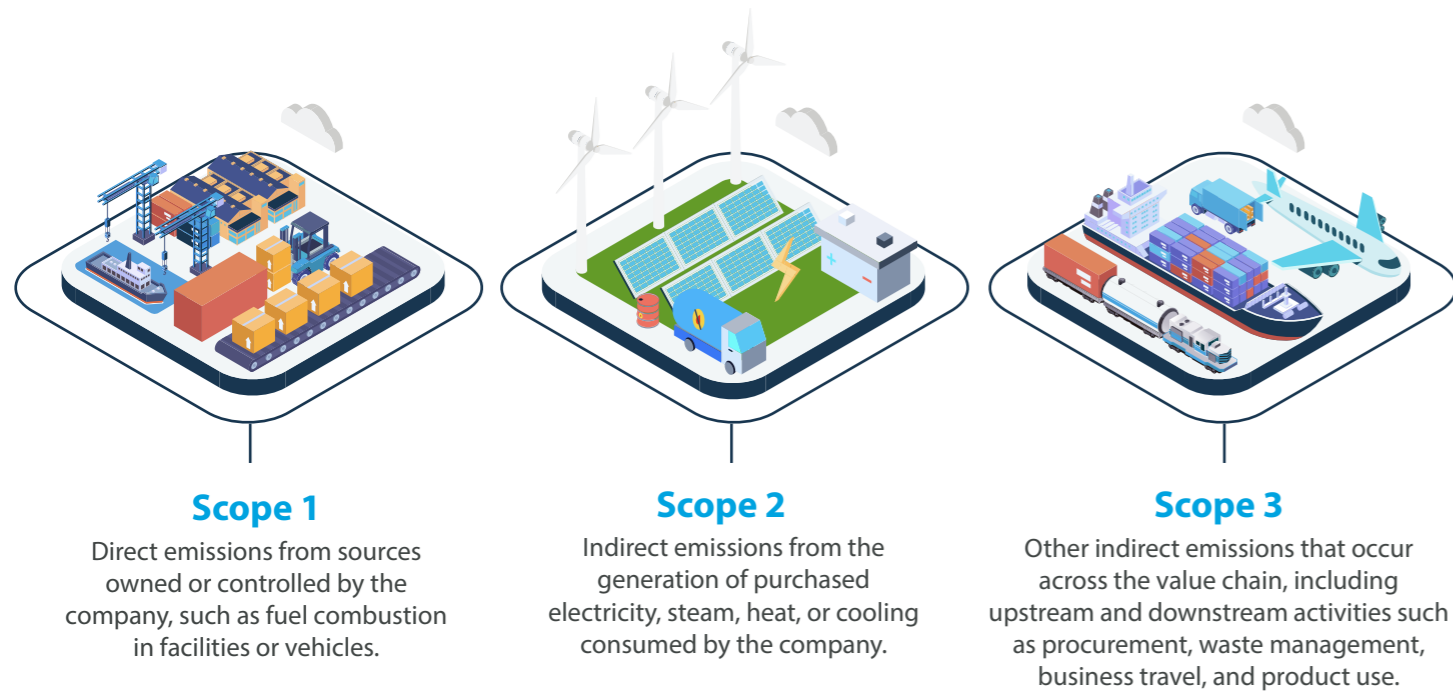 Scope 1
Direct emissions from sources
owned or controlled by the
company, such as fuel combustion
in facilities or vehicles.
Scope 2
Indirect emissions from the
generation of purchased
electricity, steam, heat, or cooling
consumed by the company.
Scope 3
Other indirect emissions that occur
across the value chain, including
upstream and downstream activities such
as procurement, waste management,
business travel, and product use.